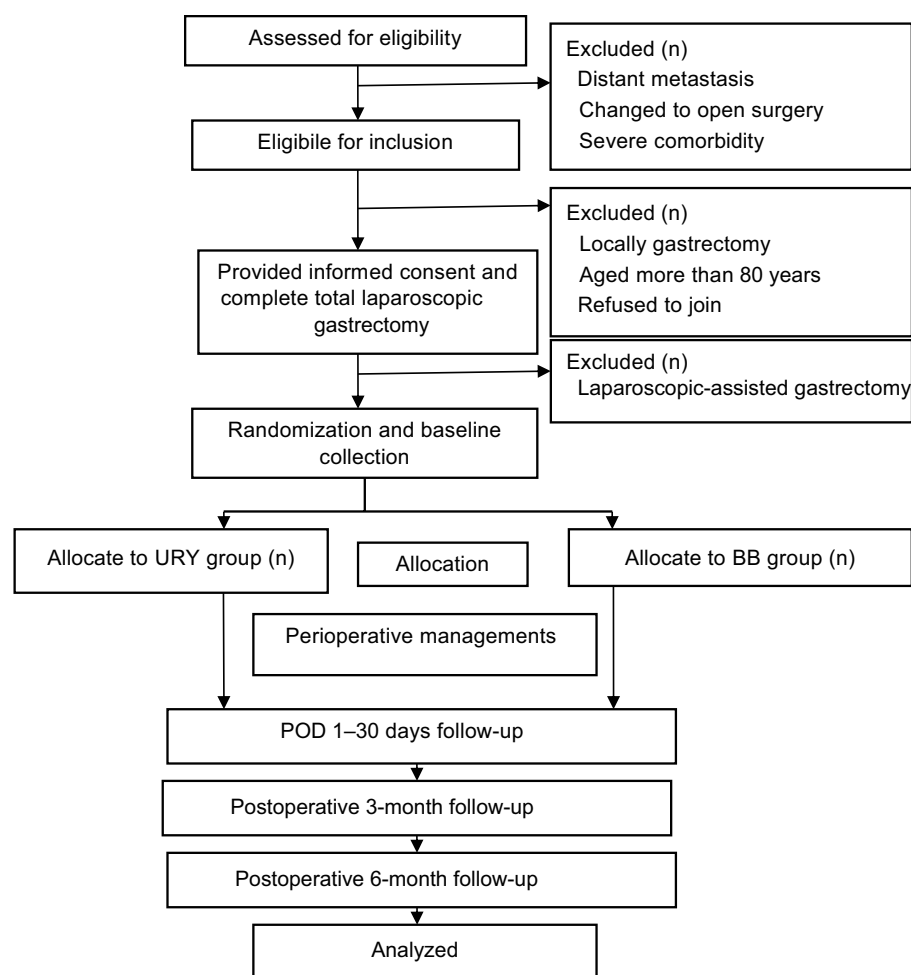 Assessed for eligibility
Excluded (n)
Distant metastasis
Changed to open surgery
Severe comorbidity
Eligibile for inclusion
Excluded (n)
Locally gastrectomy
Aged more than 80 years
Refused to join
Provided informed consent and
complete total laparoscopic
gastrectomy
Excluded (n)
Laparoscopic-assisted gastrectomy
Randomization and baseline
collection
Allocate to URY group (n)
Allocation
Allocate to BB group (n)
Perioperative managements
POD 1–30 days follow-up
Postoperative 3-month follow-up
Postoperative 6-month follow-up
Analyzed